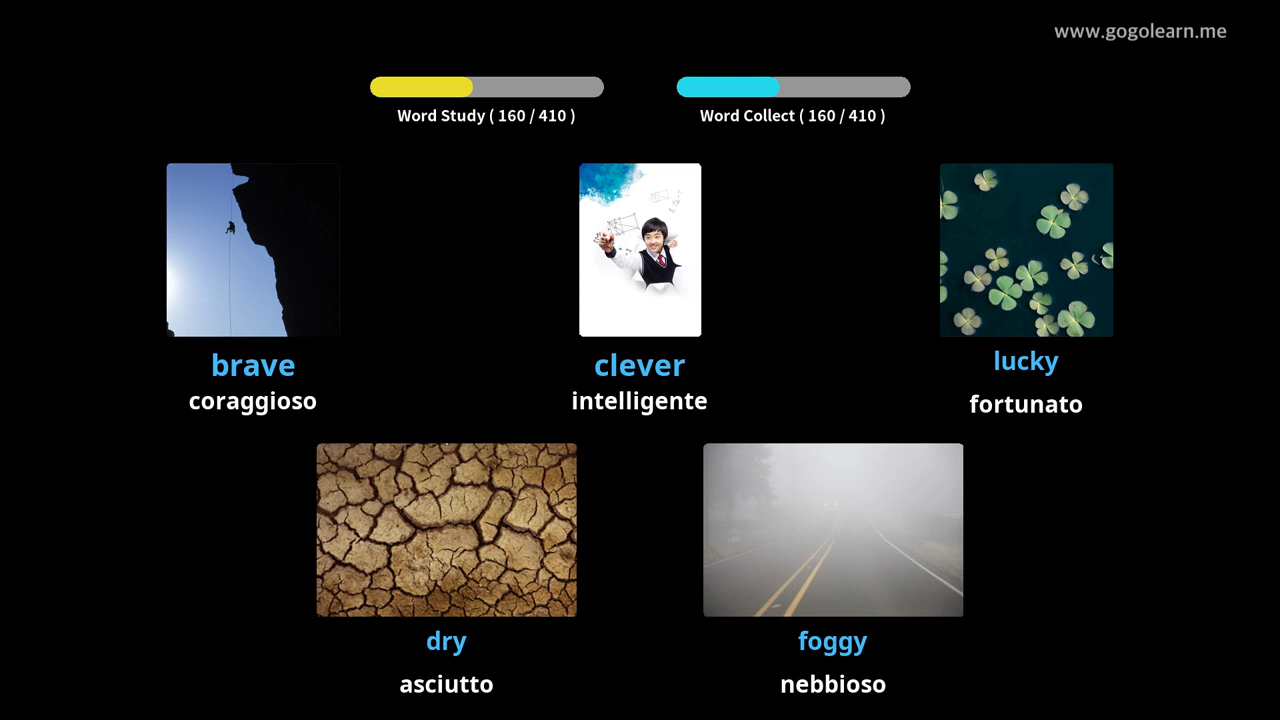 www.gogolearn.me
Word Study ( 160 / 410 )
Word Collect ( 160 / 410 )
brave
coraggioso
clever
intelligente
lucky
fortunato
dry
asciutto
foggy
nebbioso